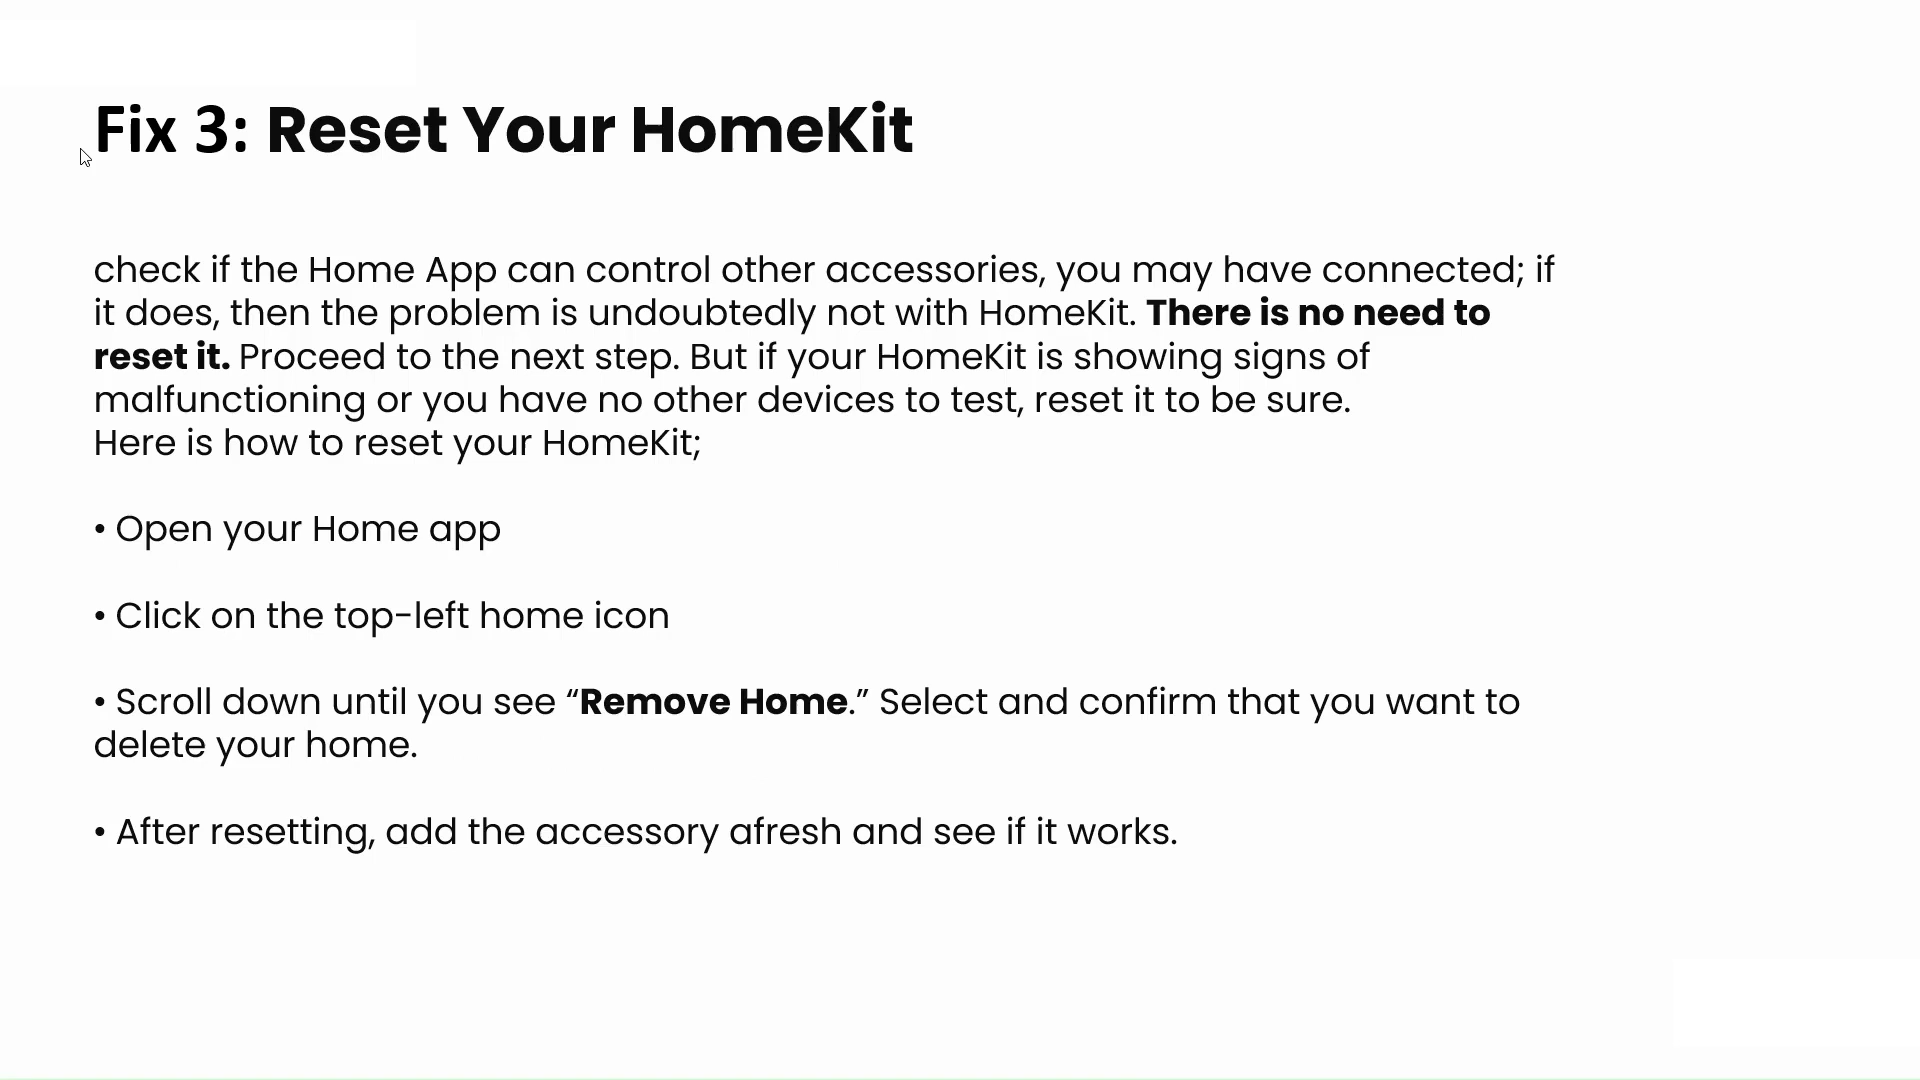 Fix 3: Reset Your HomeKit
check if the Home App can control other accessories, you may have connected; if
it does, then the problem is undoubtedly not with HomeKit. There is no need to
reset it. Proceed to the next step. But if your HomeKit is showing signs of
malfunctioning or you have no other devices to test, reset it to be sure.
Here is how to reset your HomeKit;
• Open your Home app
• Click on the top-left home icon
• Scroll down until you see “Remove Home.” Select and confirm that you want to
delete your home.
• After resetting, add the accessory afresh and see if it works.